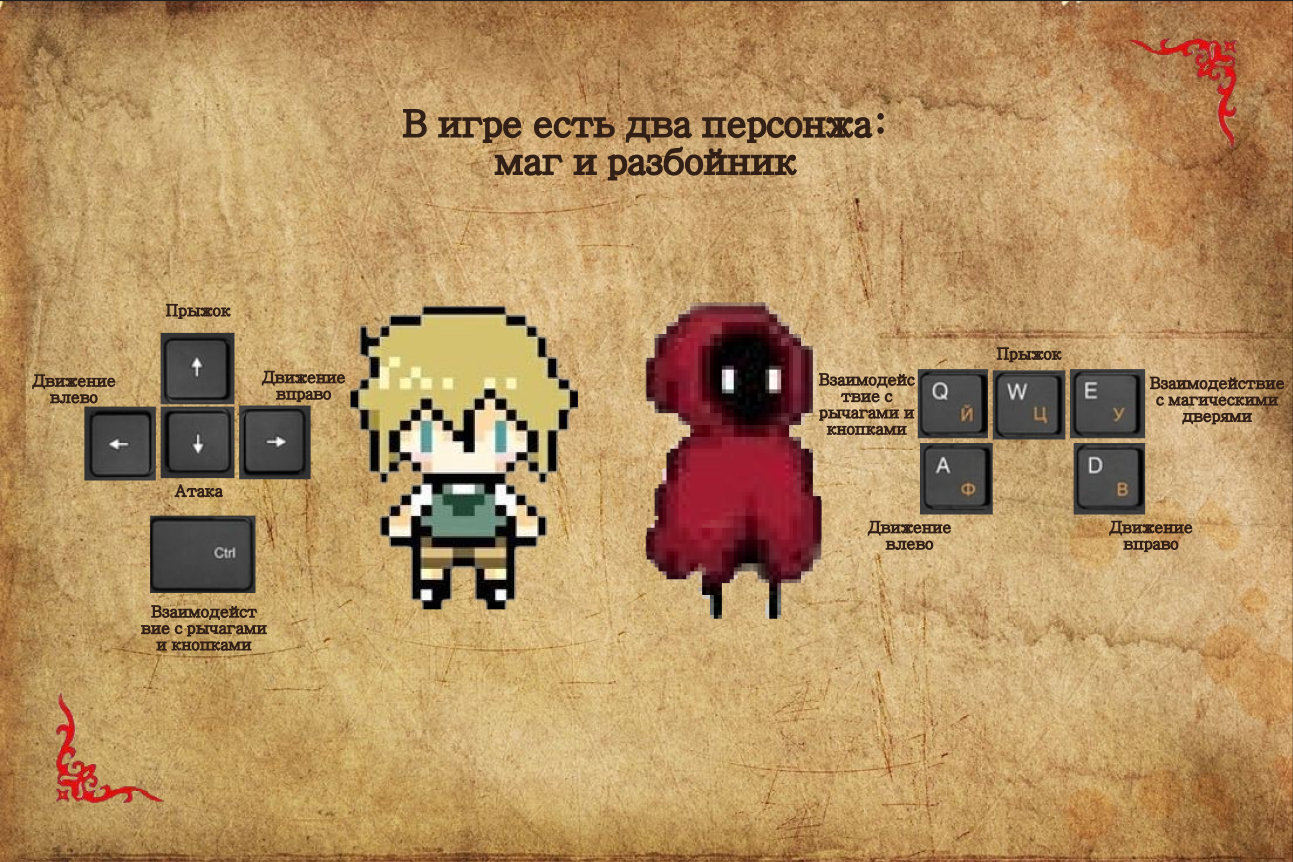 В игре есть два персонжа:
маг и разбойник
Прыжок
Движение
влево
Движение
вправо
↑
←
↓
→
Атака
Ctrl
Взаимодейст
вие с рычагами
и кнопками
Прыжок
Взаимодейс
твие с
рычагами и
кнопками
Q Й
W Ц
E У
Взаимодействие
с магическими
дверями
A Ф
D В
Движение
влево
Движение
вправо